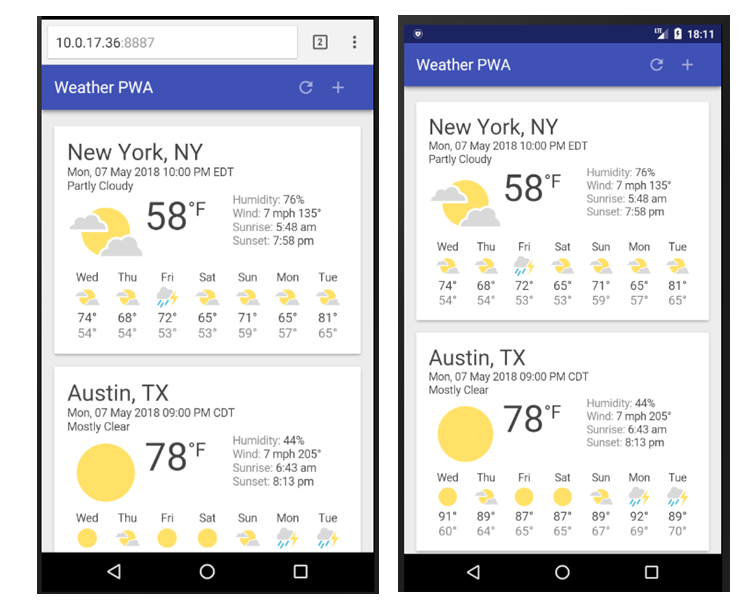 10.0.17.36:8887
2
Weather PWA
New York, NY
Mon, 07 May 2018 10:00 PM EDT
Partly Cloudy
58°F
Humidity: 76%
Wind: 7 mph 135°
Sunrise: 5:48 am
Sunset: 7:58 pm
Wed Thu Fri Sat Sun Mon Tue
74° 68° 72° 65° 71° 65° 81°
54° 54° 53° 53° 59° 57° 65°
Austin, TX
Mon, 07 May 2018 09:00 PM CDT
Mostly Clear
78°F
Humidity: 44%
Wind: 7 mph 205°
Sunrise: 6:43 am
Sunset: 8:13 pm
Wed Thu Fri Sat Sun Mon Tue
LTE 18:11
Weather PWA
New York, NY
Mon, 07 May 2018 10:00 PM EDT
Partly Cloudy
58°F
Humidity: 76%
Wind: 7 mph 135°
Sunrise: 5:48 am
Sunset: 7:58 pm
Wed Thu Fri Sat Sun Mon Tue
74° 68° 72° 65° 71° 65° 81°
54° 54° 53° 53° 59° 57° 65°
Austin, TX
Mon, 07 May 2018 09:00 PM CDT
Mostly Clear
78°F
Humidity: 44%
Wind: 7 mph 205°
Sunrise: 6:43 am
Sunset: 8:13 pm
Wed Thu Fri Sat Sun Mon Tue
91° 89° 87° 87° 89° 92° 89°
60° 64° 65° 65° 67° 69° 70°